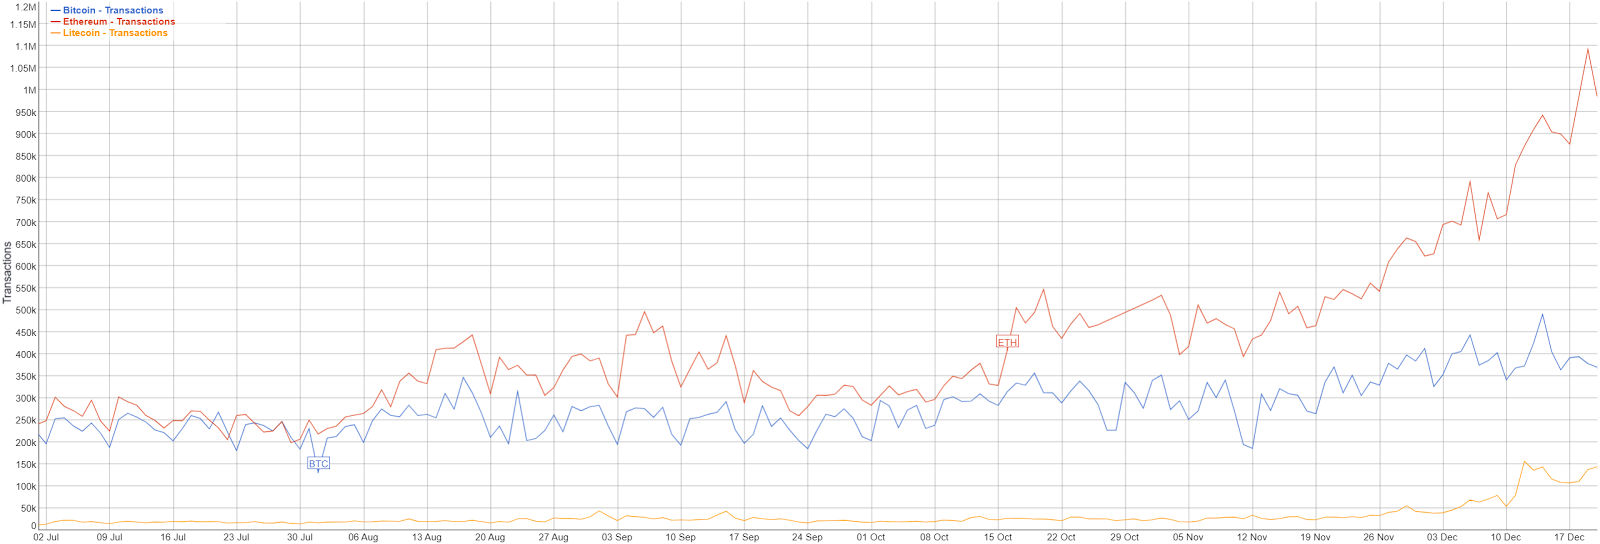 Bitcoin - Transactions
Ethereum - Transactions
Litecoin - Transactions
Transactions
1.2M
1.15M
1.1M
1.05M
1M
950k
900k
850k
800k
750k
700k
650k
600k
550k
500k
450k
400k
350k
300k
250k
200k
150k
100k
50k
0
ETH
BTC
02 Jul 09 Jul 16 Jul 23 Jul 30 Jul 06 Aug 13 Aug 20 Aug 27 Aug 03 Sep 10 Sep 17 Sep 24 Sep 01 Oct 08 Oct 15 Oct 22 Oct 29 Oct 05 Nov 12 Nov 19 Nov 26 Nov 03 Dec 10 Dec 17 Dec